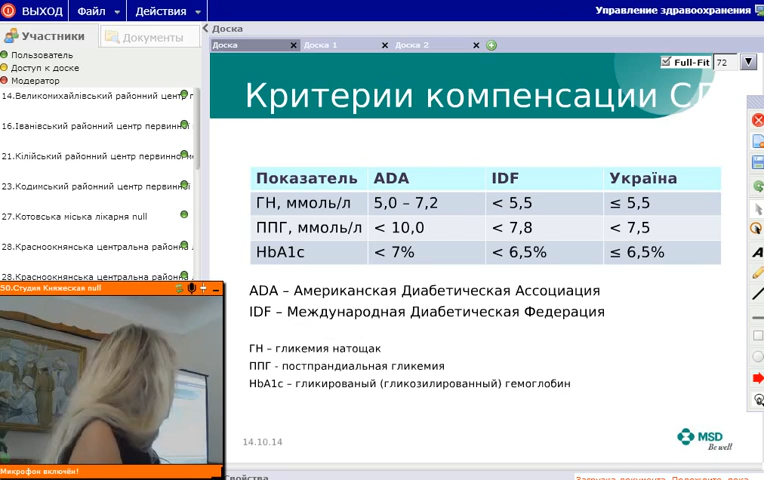 ВЫХОД Файл Действия Управление здравоохранения
Участники Документы
Пользователь
Доступ к доске
Модератор
14.Великомихайлівський районний центр п
16.Іванівський районний центр первинної
21.Кілійський районний центр первинної
23.Кодимський районний центр первинної
27.Котовська міська лікарня null
28.Красноокнянська центральна районна
28.Красноокнянська центральна районн
50.Студия Княжеская null
Микрофон включён!
Доска
Доска Доска 1 Доска 2
Full-Fit 72
Критерии компенсации СД
Показатель ADA IDF Україна
ГН, ммоль/л 5,0 – 7,2 < 5,5 ≤ 5,5
ППГ, ммоль/л < 10,0 < 7,8 < 7,5
HbA1c < 7% < 6,5% ≤ 6,5%
ADA – Американская Диабетическая Ассоциация
IDF – Международная Диабетическая Федерация
ГН – гликемия натощак
ППГ - постпрандиальная гликемия
HbA1c – гликированый (гликозилированный) гемоглобин
14.10.14
MSD
Be well
Свойства